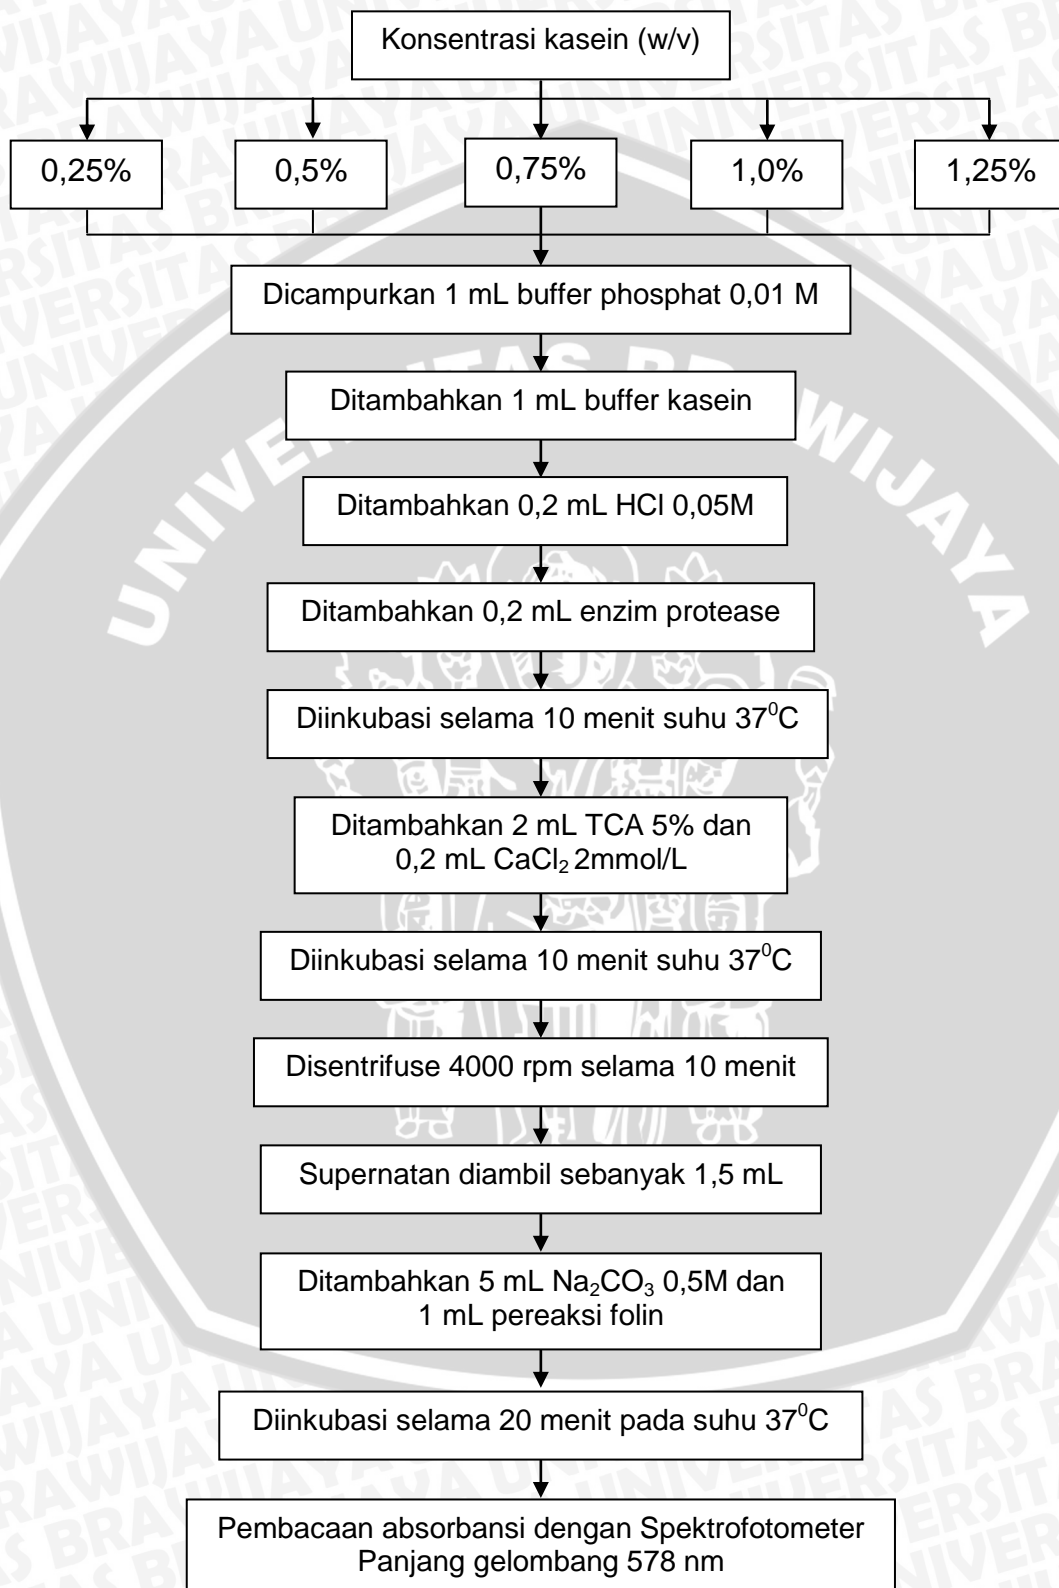 Konsentrasi kasein (w/v)
0,25%
0,5%
0,75%
1,0%
1,25%
Dicampurkan 1 mL buffer phosphat 0,01 M
Ditambahkan 1 mL buffer kasein
Ditambahkan 0,2 mL HCl 0,05M
Ditambahkan 0,2 mL enzim protease
Diinkubasi selama 10 menit suhu 37⁰C
Ditambahkan 2 mL TCA 5% dan
0,2 mL CaCl₂ 2mmol/L
Diinkubasi selama 10 menit suhu 37⁰C
Disentrifuse 4000 rpm selama 10 menit
Supernatan diambil sebanyak 1,5 mL
Ditambahkan 5 mL Na₂CO₃ 0,5M dan
1 mL pereaksi folin
Diinkubasi selama 20 menit pada suhu 37⁰C
Pembacaan absorbansi dengan Spektrofotometer
Panjang gelombang 578 nm